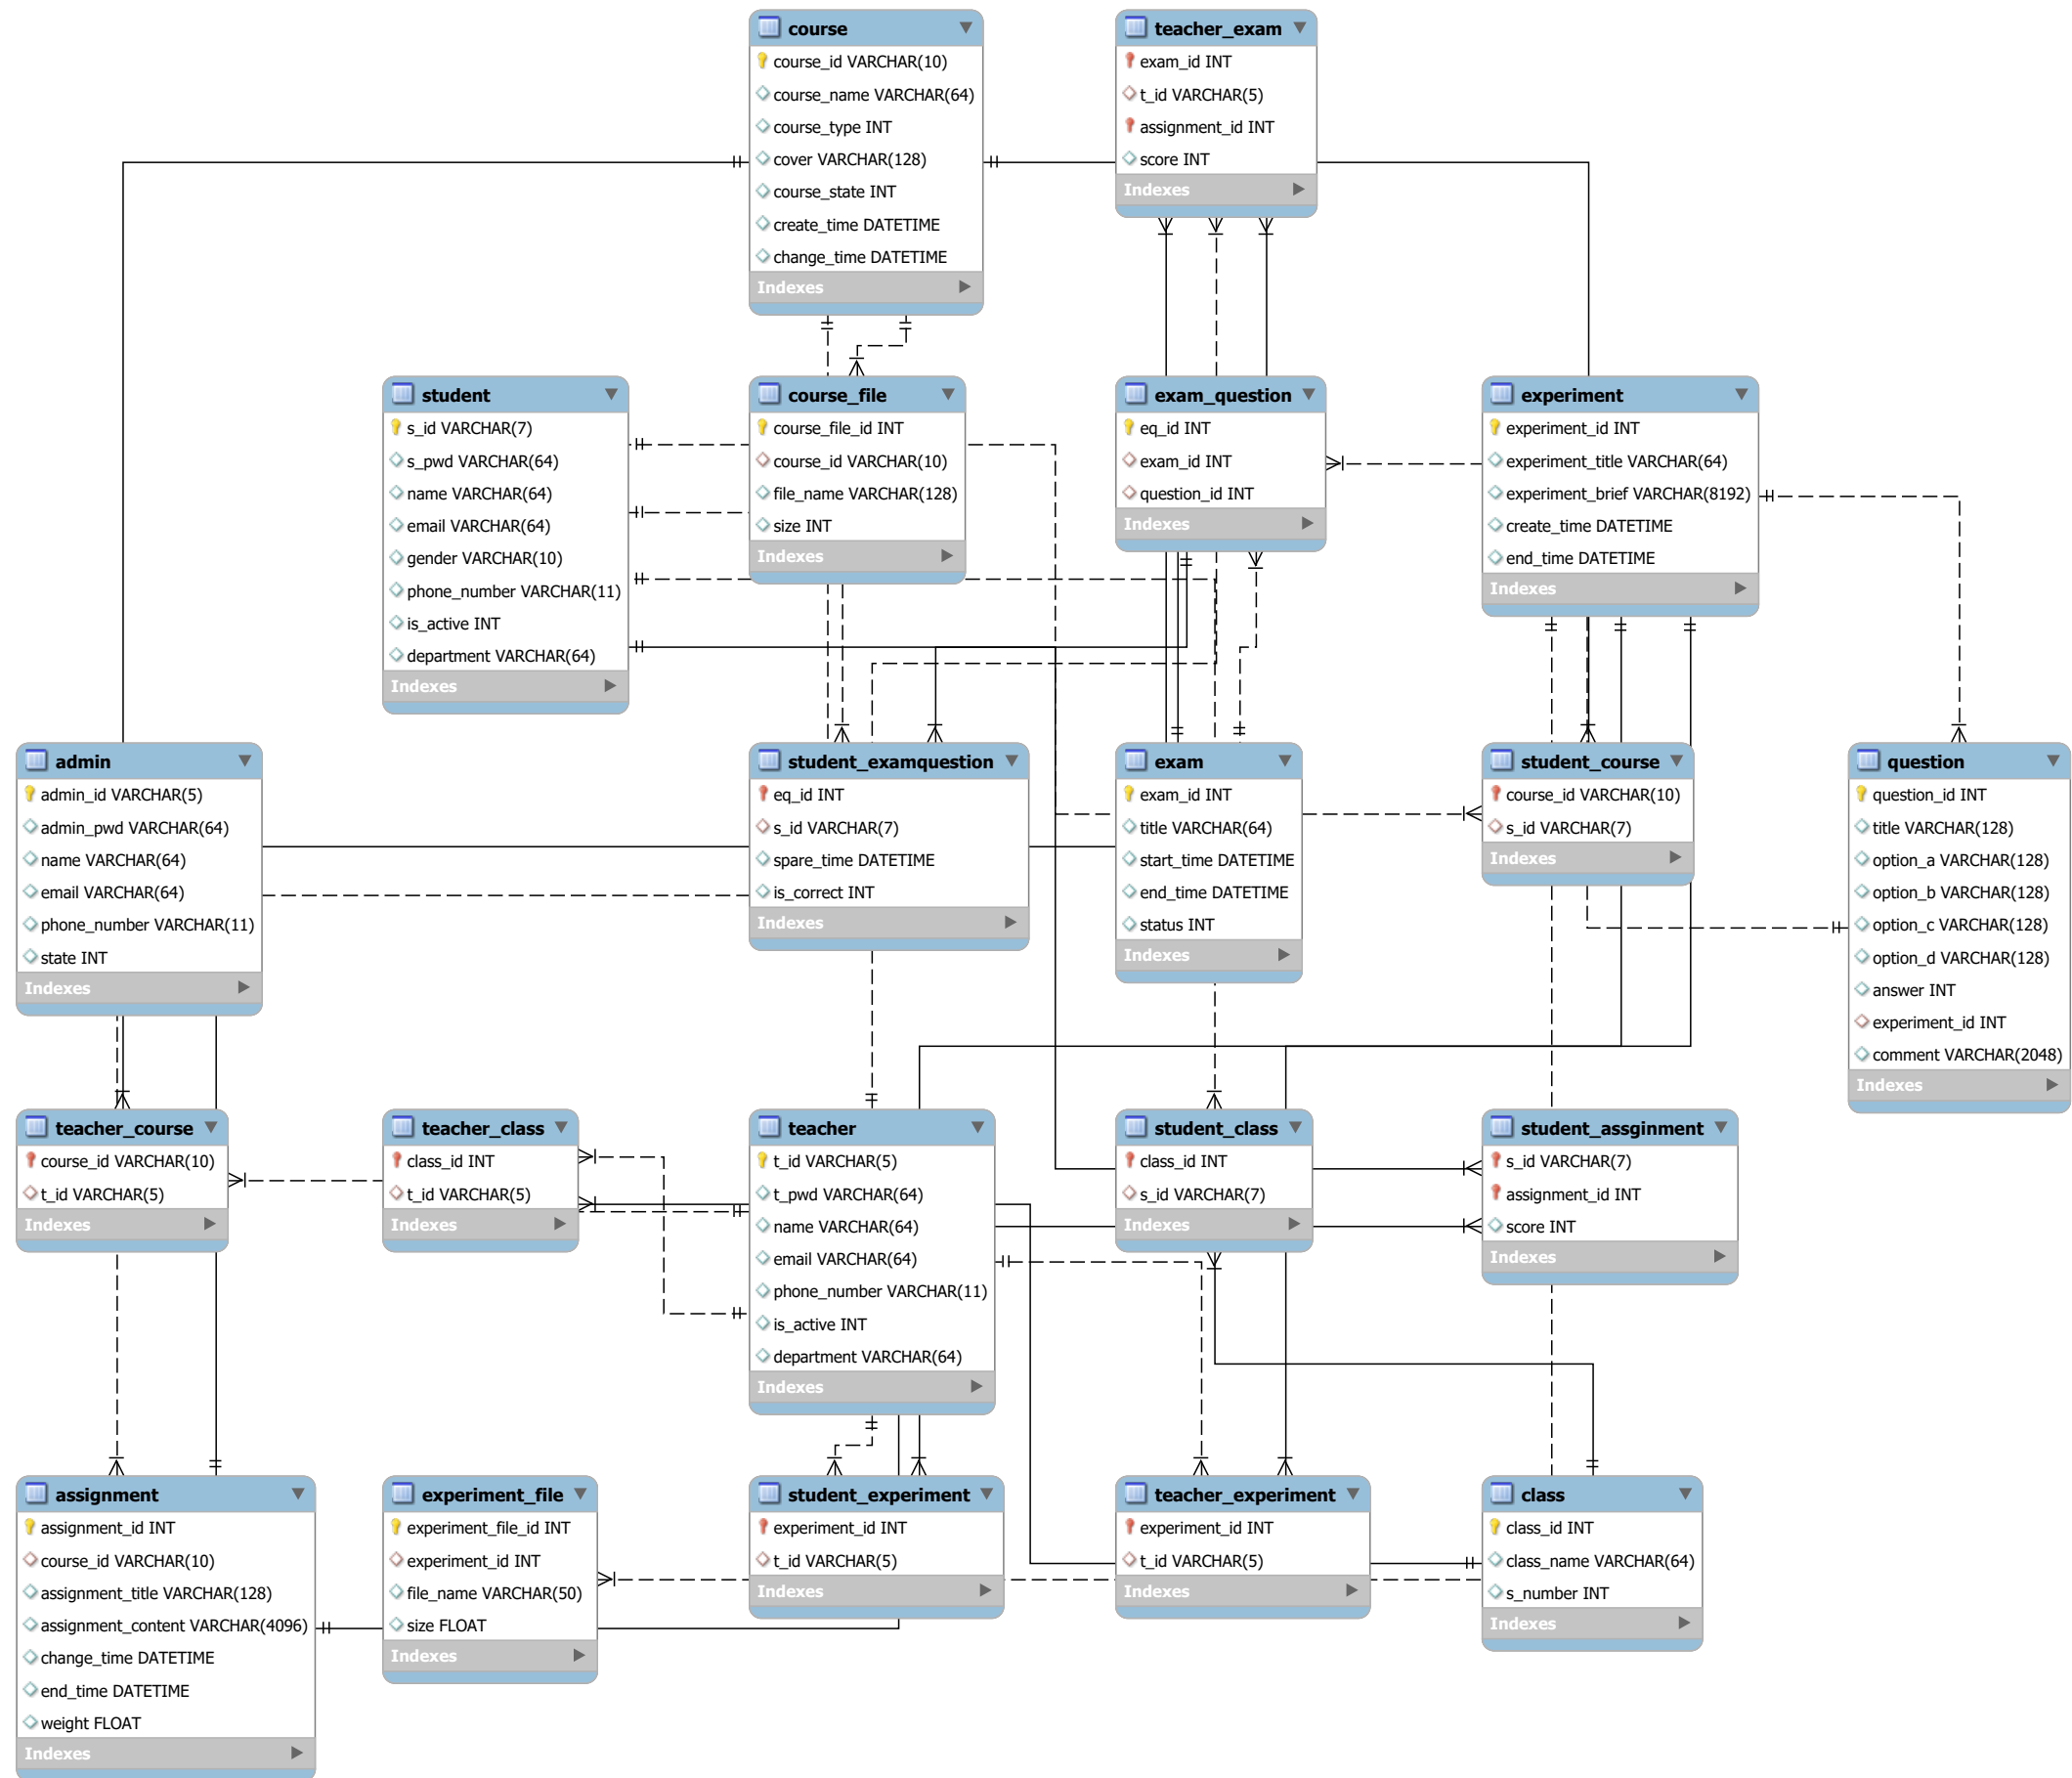 course
course_id VARCHAR(10)
course_name VARCHAR(64)
course_type INT
cover VARCHAR(128)
course_state INT
create_time DATETIME
change_time DATETIME
Indexes
teacher_exam
exam_id INT
t_id VARCHAR(5)
assignment_id INT
score INT
Indexes
student
s_id VARCHAR(7)
s_pwd VARCHAR(64)
name VARCHAR(64)
email VARCHAR(64)
gender VARCHAR(10)
phone_number VARCHAR(11)
is_active INT
department VARCHAR(64)
Indexes
course_file
course_file_id INT
course_id VARCHAR(10)
file_name VARCHAR(128)
size INT
Indexes
exam_question
eq_id INT
exam_id INT
question_id INT
Indexes
experiment
experiment_id INT
experiment_title VARCHAR(64)
experiment_brief VARCHAR(8192)
create_time DATETIME
end_time DATETIME
Indexes
admin
admin_id VARCHAR(5)
admin_pwd VARCHAR(64)
name VARCHAR(64)
email VARCHAR(64)
phone_number VARCHAR(11)
state INT
Indexes
student_examquestion
eq_id INT
s_id VARCHAR(7)
spare_time DATETIME
is_correct INT
Indexes
exam
exam_id INT
title VARCHAR(64)
start_time DATETIME
end_time DATETIME
status INT
Indexes
student_course
course_id VARCHAR(10)
s_id VARCHAR(7)
Indexes
question
question_id INT
title VARCHAR(128)
option_a VARCHAR(128)
option_b VARCHAR(128)
option_c VARCHAR(128)
option_d VARCHAR(128)
answer INT
experiment_id INT
comment VARCHAR(2048)
Indexes
teacher_course
course_id VARCHAR(10)
t_id VARCHAR(5)
Indexes
teacher_class
class_id INT
t_id VARCHAR(5)
Indexes
teacher
t_id VARCHAR(5)
t_pwd VARCHAR(64)
name VARCHAR(64)
email VARCHAR(64)
phone_number VARCHAR(11)
is_active INT
department VARCHAR(64)
Indexes
student_class
class_id INT
s_id VARCHAR(7)
Indexes
student_assginment
s_id VARCHAR(7)
assignment_id INT
score INT
Indexes
assignment
assignment_id INT
course_id VARCHAR(10)
assignment_title VARCHAR(128)
assignment_content VARCHAR(4096)
change_time DATETIME
end_time DATETIME
weight FLOAT
Indexes
experiment_file
experiment_file_id INT
experiment_id INT
file_name VARCHAR(50)
size FLOAT
Indexes
student_experiment
experiment_id INT
t_id VARCHAR(5)
Indexes
teacher_experiment
experiment_id INT
t_id VARCHAR(5)
Indexes
class
class_id INT
class_name VARCHAR(64)
s_number INT
Indexes